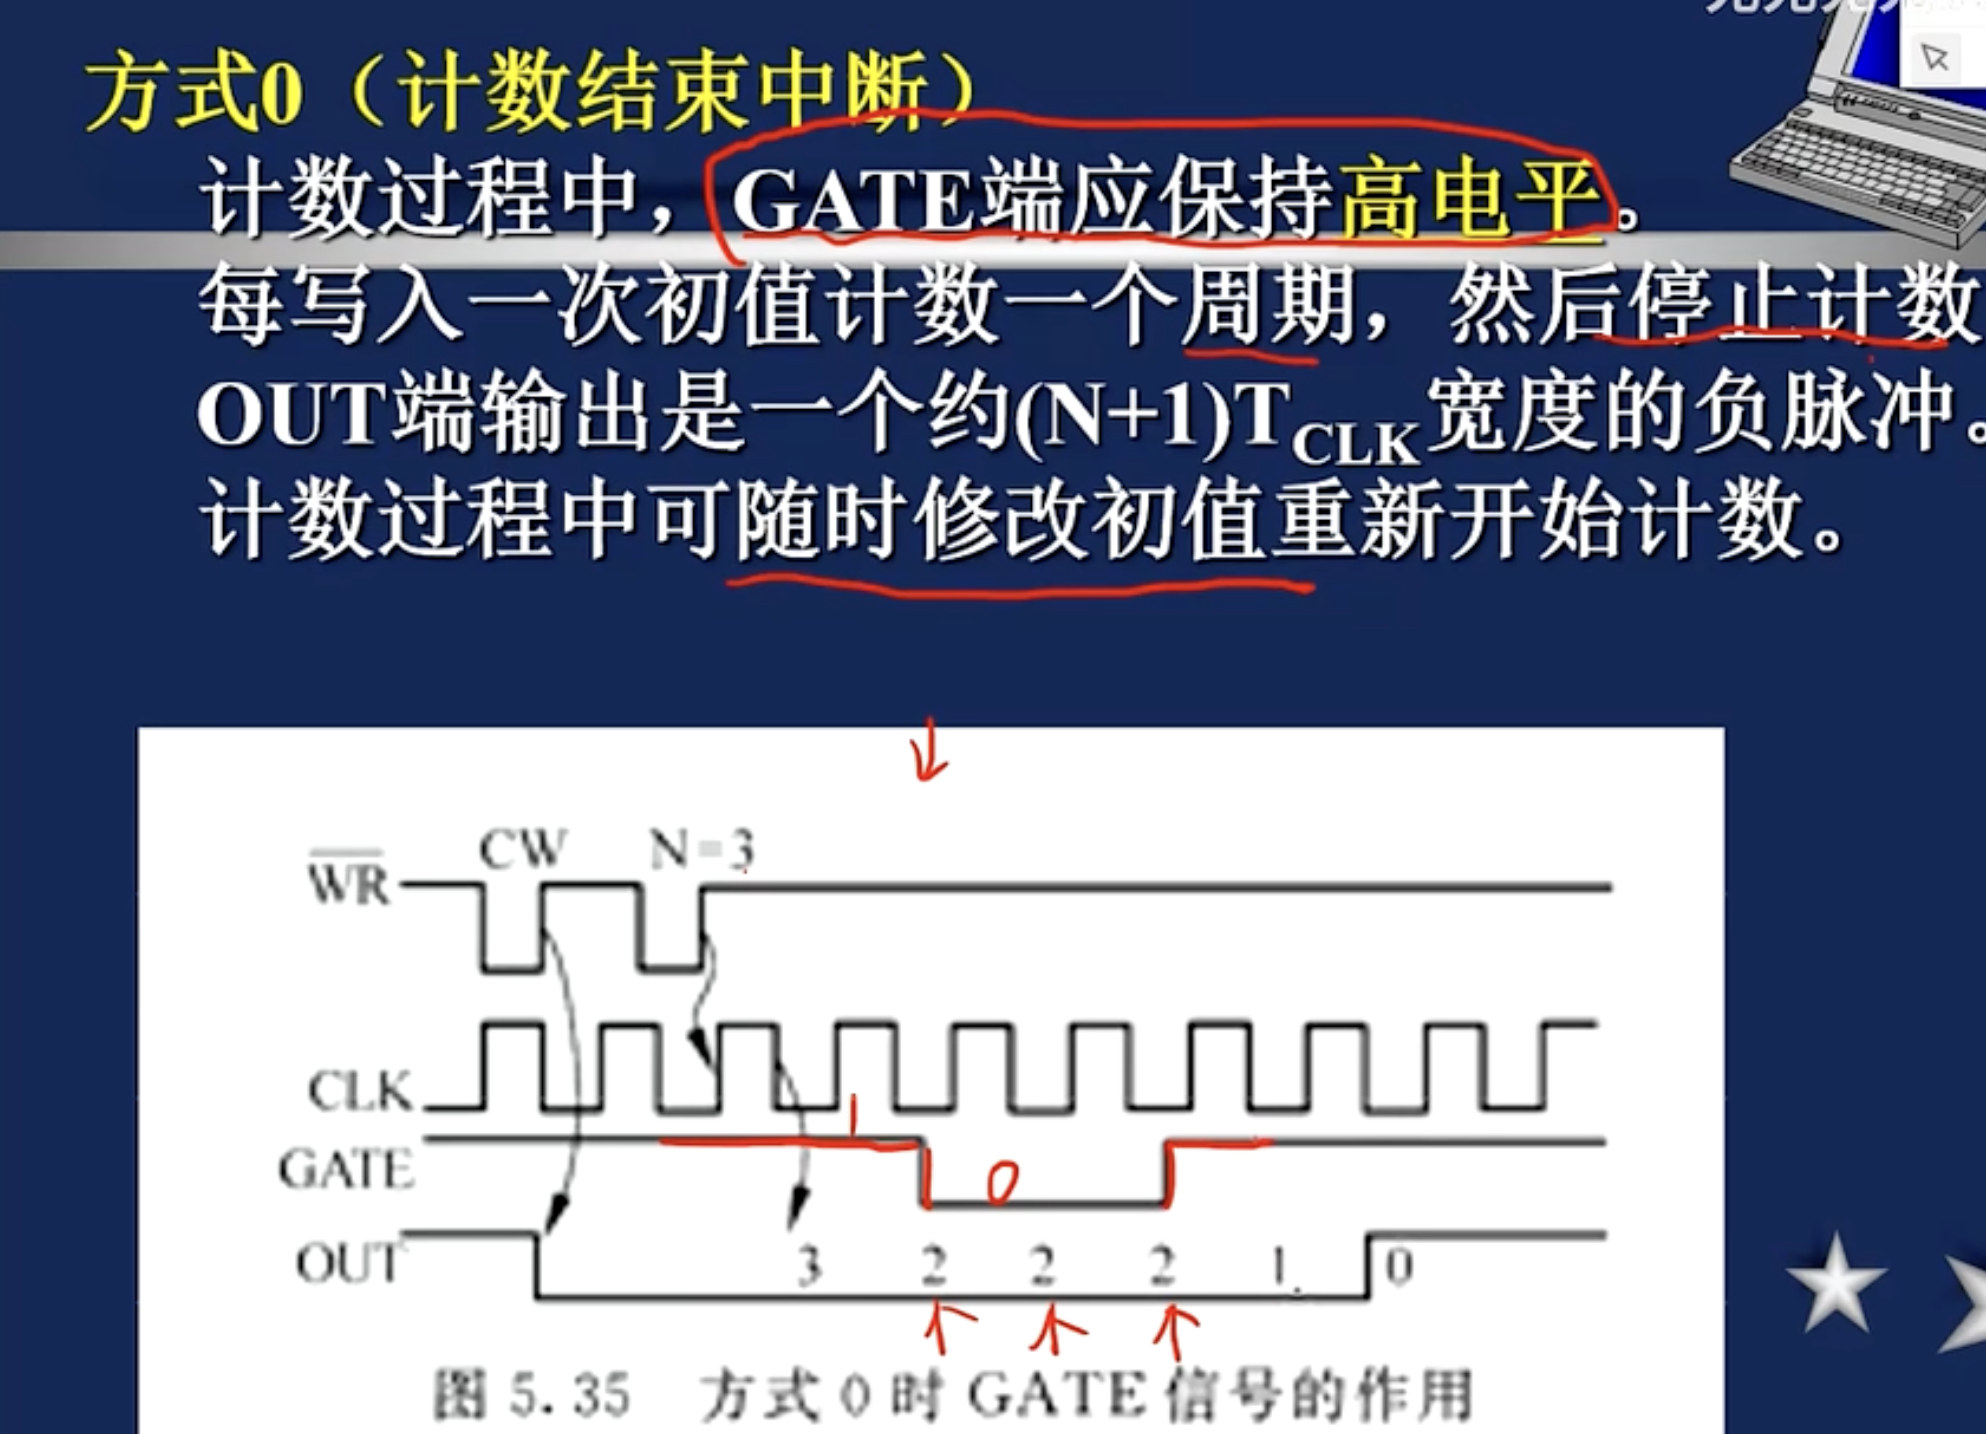 方式0（计数结束中断）
计数过程中，GATE端应保持高电平。
每写入一次初值计数一个周期，然后停止计数
OUT端输出是一个约(N+1)TCLK宽度的负脉冲。
计数过程中可随时修改初值重新开始计数。
CW N=3
WR
CLK
1
GATE
0
OUT 3 2 2 2 1 0
图 5.35 方式 0 时 GATE 信号的作用